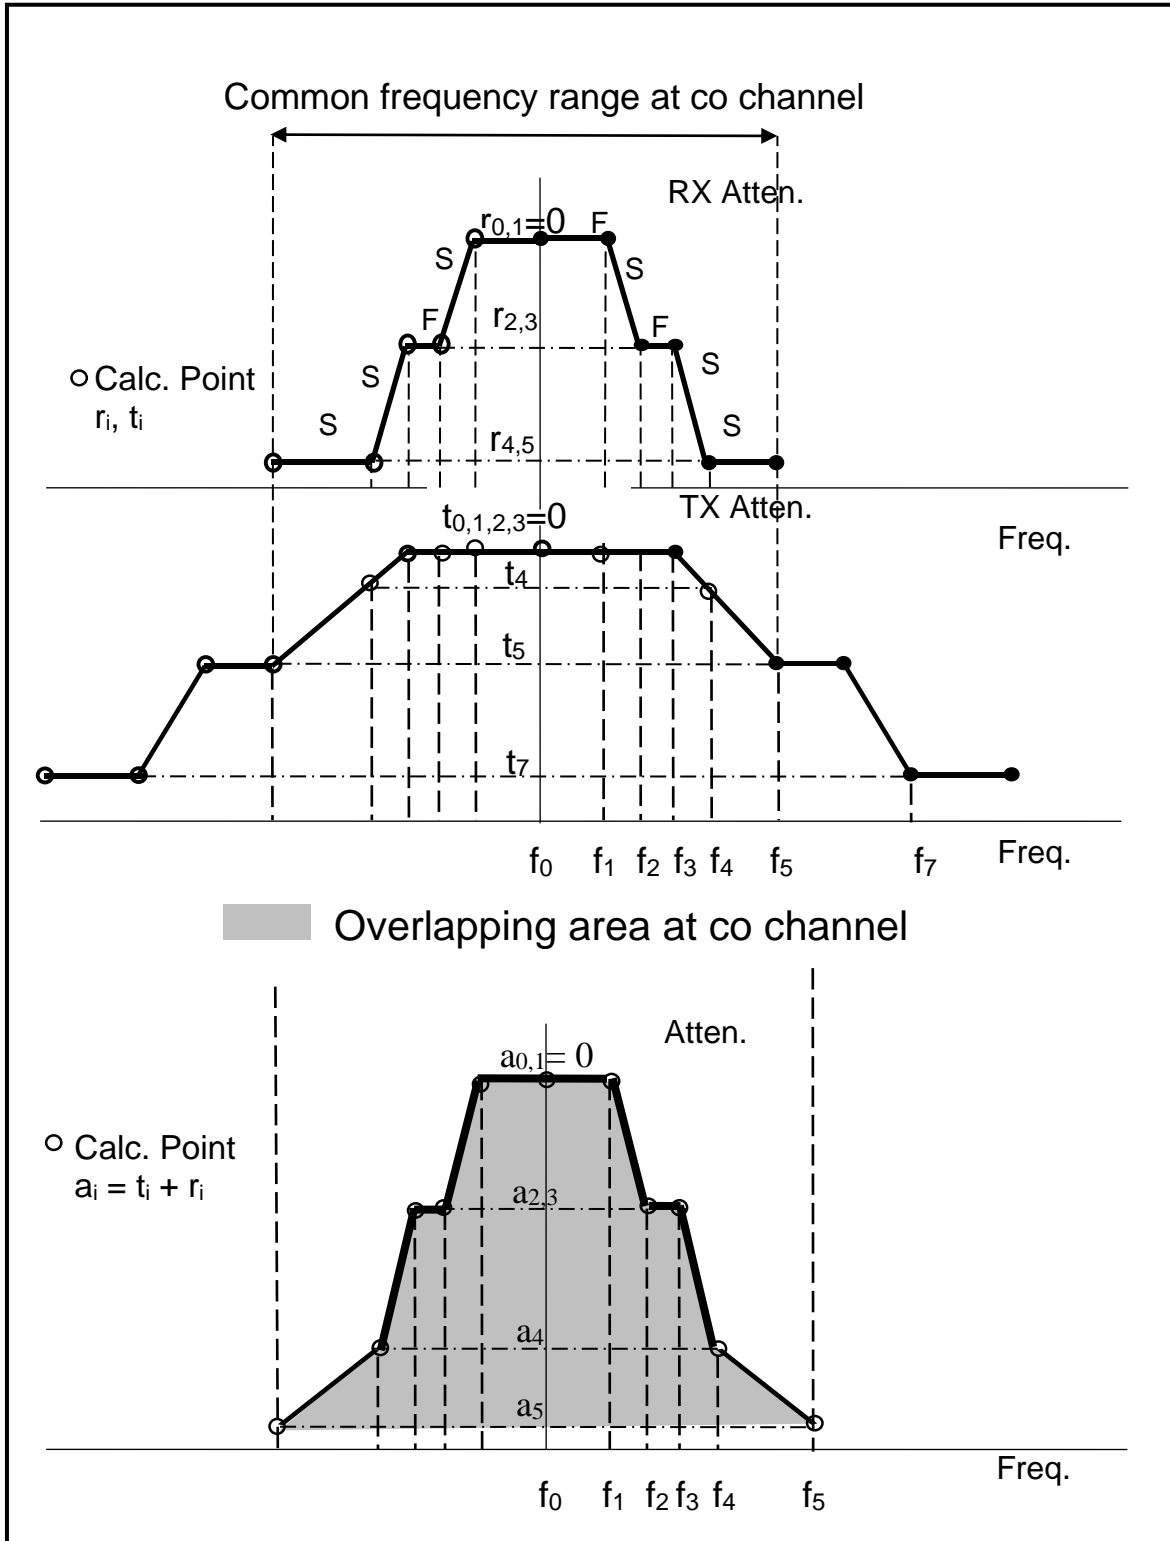 Common frequency range at co channel
RX Atten.
r0,1=0
F
S
S
F
r2,3
F
S
S
Calc. Point
ri, ti
S
S
r4,5
TX Atten.
t0,1,2,3=0
Freq.
t4
t5
t7
f0 f1 f2 f3 f4 f5 f7
Freq.
Overlapping area at co channel
Atten.
a0,1= 0
Calc. Point
ai = ti + ri
a2,3
a4
a5
Freq.
f0 f1 f2 f3 f4 f5